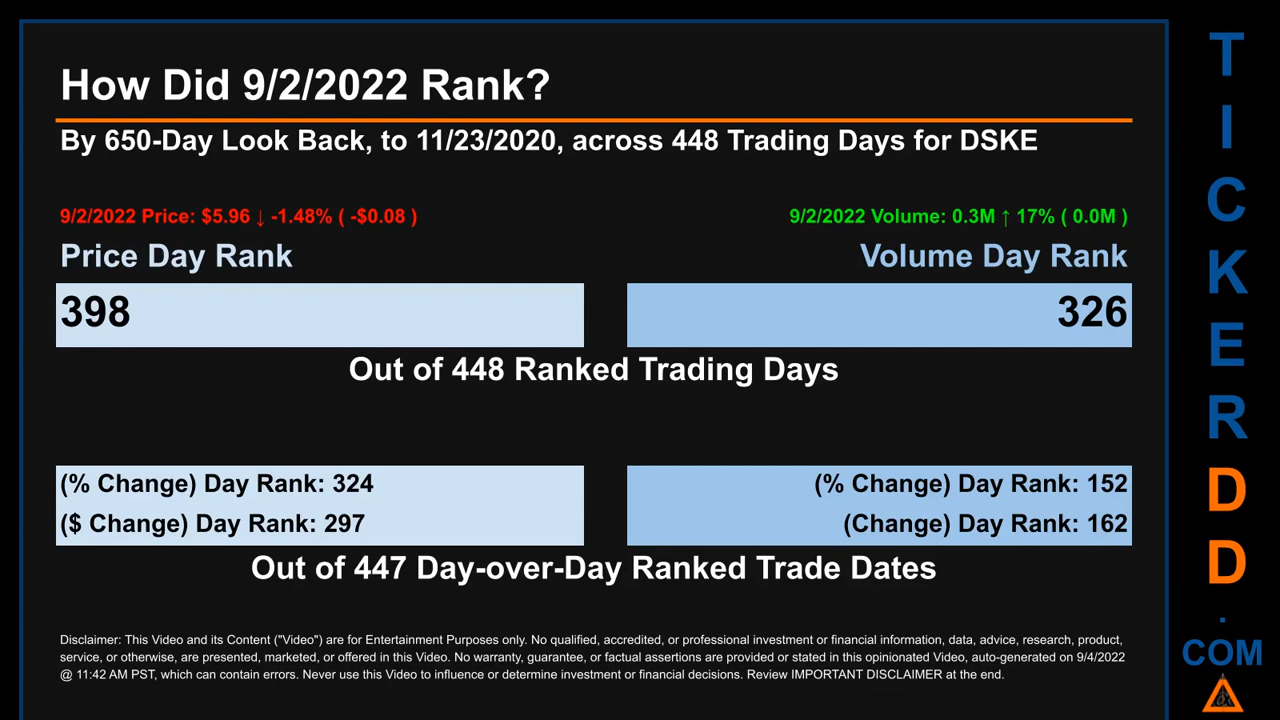 How Did 9/2/2022 Rank?
By 650-Day Look Back, to 11/23/2020, across 448 Trading Days for DSKE
9/2/2022 Price: $5.96 ↓ -1.48% ( -$0.08 )
9/2/2022 Volume: 0.3M ↑ 17% ( 0.0M )
Price Day Rank
Volume Day Rank
398
326
Out of 448 Ranked Trading Days
(% Change) Day Rank: 324
($ Change) Day Rank: 297
(% Change) Day Rank: 152
(Change) Day Rank: 162
Out of 447 Day-over-Day Ranked Trade Dates
Disclaimer: This Video and its Content ("Video") are for Entertainment Purposes only. No qualified, accredited, or professional investment or financial information, data, advice, research, product,
service, or otherwise, are presented, marketed, or offered in this Video. No warranty, guarantee, or factual assertions are provided or stated in this opinionated Video, auto-generated on 9/4/2022
@ 11:42 AM PST, which can contain errors. Never use this Video to influence or determine investment or financial decisions. Review IMPORTANT DISCLAIMER at the end.
T
I
C
K
E
R
D
D
.
COM